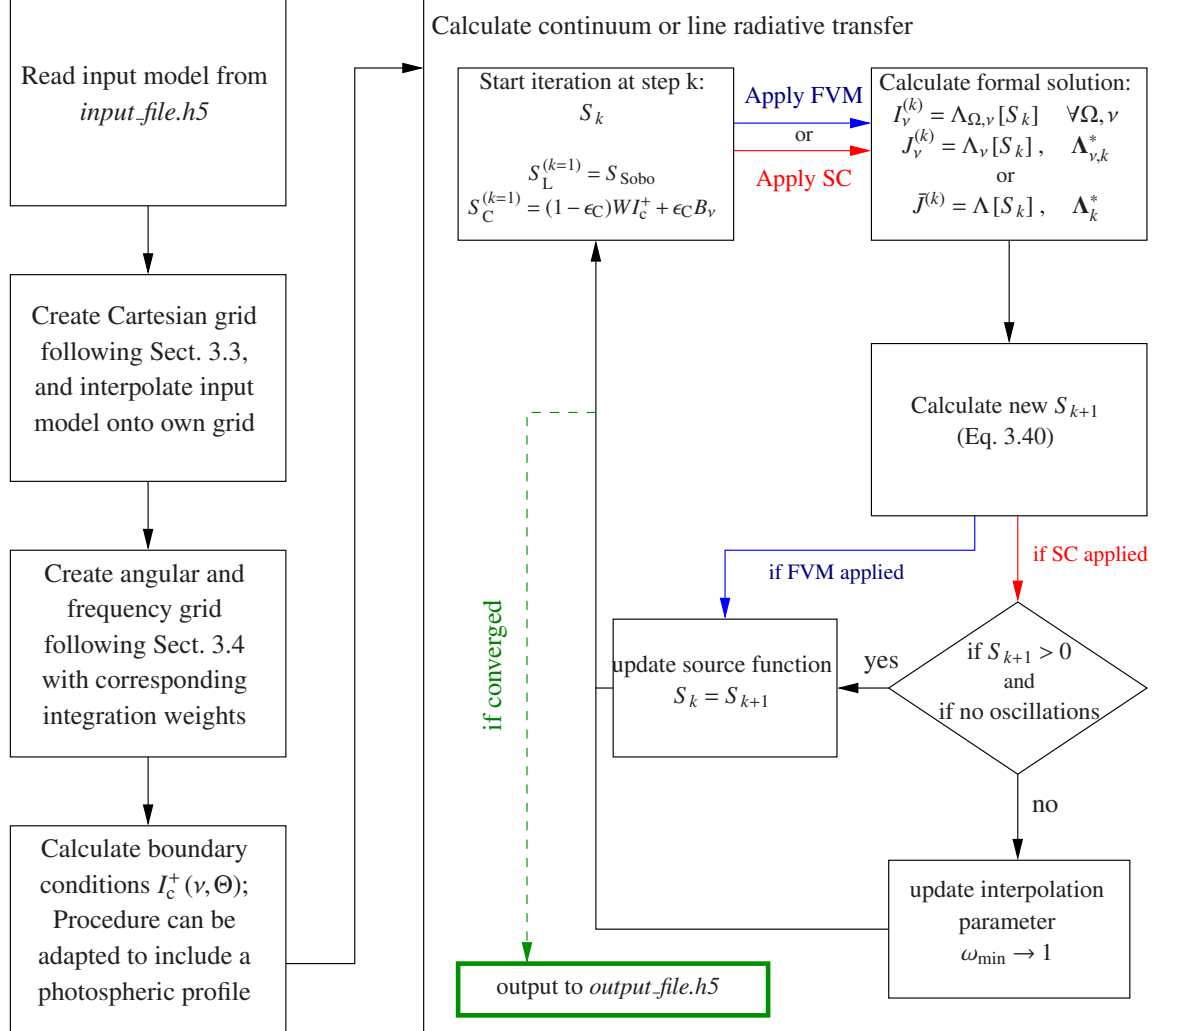 Read input model from
input_file.h5
Create Cartesian grid
following Sect. 3.3,
and interpolate input
model onto own grid
Create angular and
frequency grid
following Sect. 3.4
with corresponding
integration weights
Calculate boundary
conditions I_c^+ (ν, Θ);
Procedure can be
adapted to include a
photospheric profile
Calculate continuum or line radiative transfer
Start iteration at step k:
S_k
S_L^(k=1) = S_Sobo
S_C^(k=1) = (1 − ϵ_C)WI_c^+ + ϵ_C B_ν
Apply FVM
or
Apply SC
Calculate formal solution:
I_ν^(k) = Λ_Ω,ν [S_k] ∀Ω, ν
J_ν^(k) = Λ_ν [S_k] , Λ*_ν,k
or
J̄^(k) = Λ [S_k] , Λ*_k
Calculate new S_k+1
(Eq. 3.40)
if FVM applied
if SC applied
if S_k+1 > 0
and
if no oscillations
yes
no
update source function
S_k = S_k+1
update interpolation
parameter
ω_min → 1
if converged
output to output_file.h5